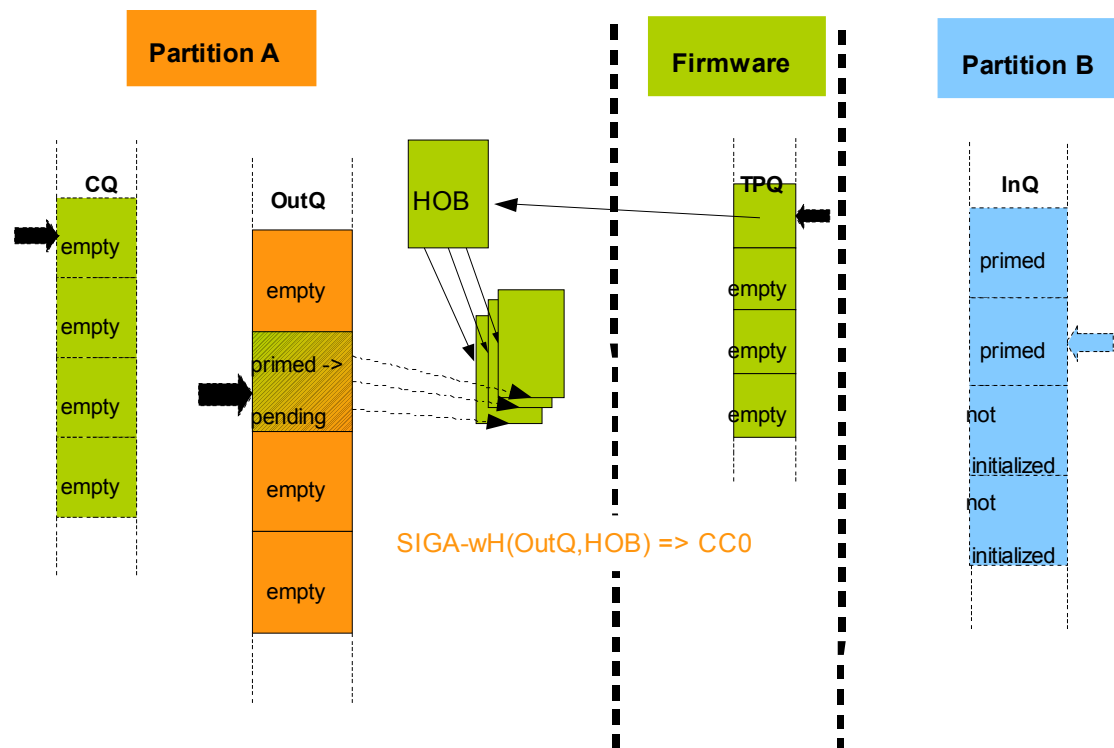 Partition A
Firmware
Partition B
CQ
empty
empty
empty
empty
OutQ
empty
primed ->
pending
empty
empty
HOB
SIGA-wH(OutQ,HOB) => CC0
TPQ
empty
empty
empty
InQ
primed
primed
not
initialized
not
initialized